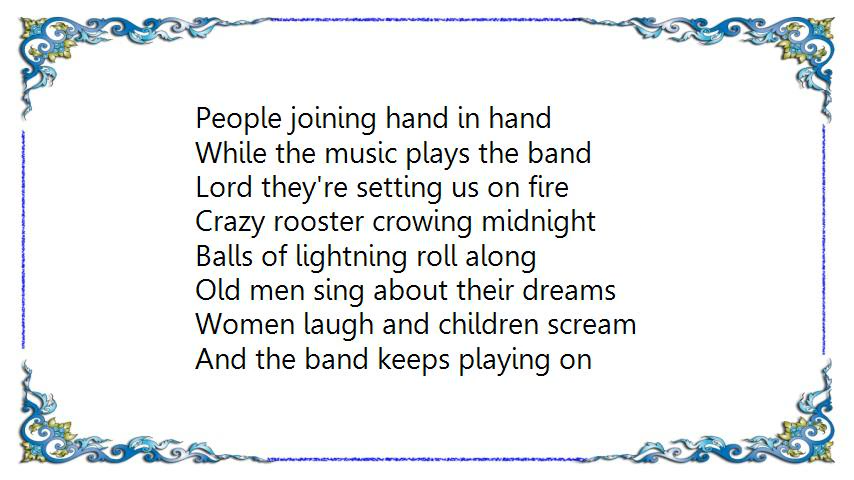 People joining hand in hand
While the music plays the band
Lord they're setting us on fire
Crazy rooster crowing midnight
Balls of lightning roll along
Old men sing about their dreams
Women laugh and children scream
And the band keeps playing on